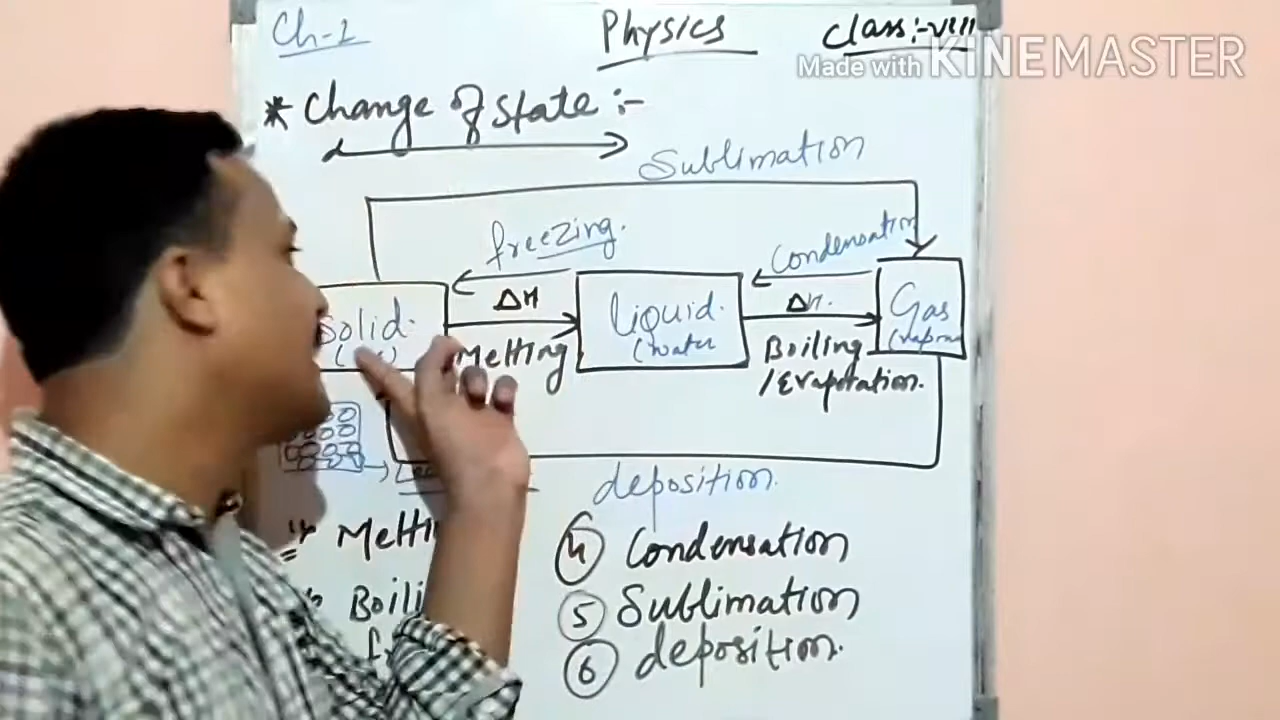 Ch-1
Physics
Class:-VIII
Made with KINEMASTER
* Change of state:-
Sublimation
freezing.
Condensation
Solid.
ΔH
liquid.
(water
ΔH.
Gas
Melting
Boiling
/Evaporation.
deposition.
4 Condensation
Boili
5 Sublimation
6 deposition.